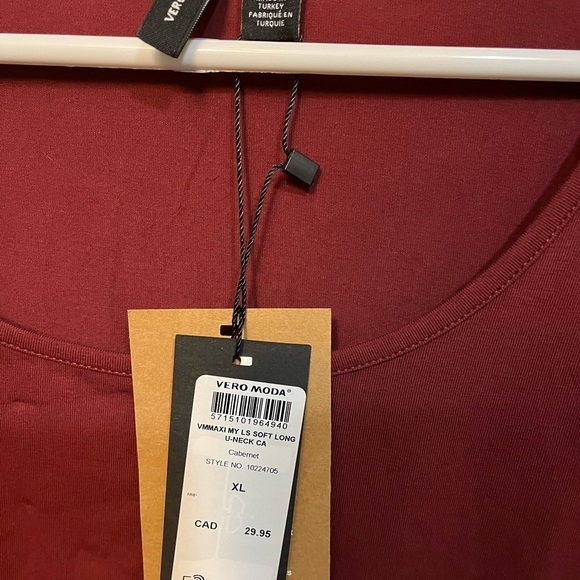 VERO
TURKEY
FABRIQUÉ EN
TURQUIE
VERO MODA®
5715101964940
VMMAXI MY LS SOFT LONG
U-NECK CA
Cabernet
STYLE NO. 10224705
XL
CAD 29.95